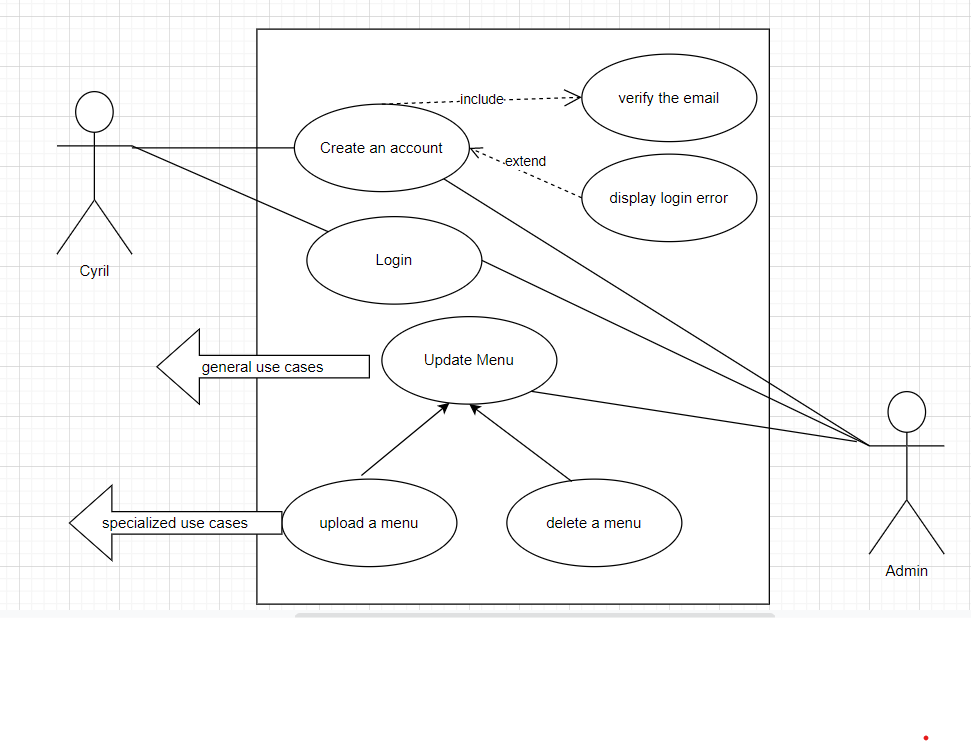 include
verify the email
Create an account
extend
display login error
Login
Cyril
Update Menu
general use cases
specialized use cases
upload a menu
delete a menu
Admin